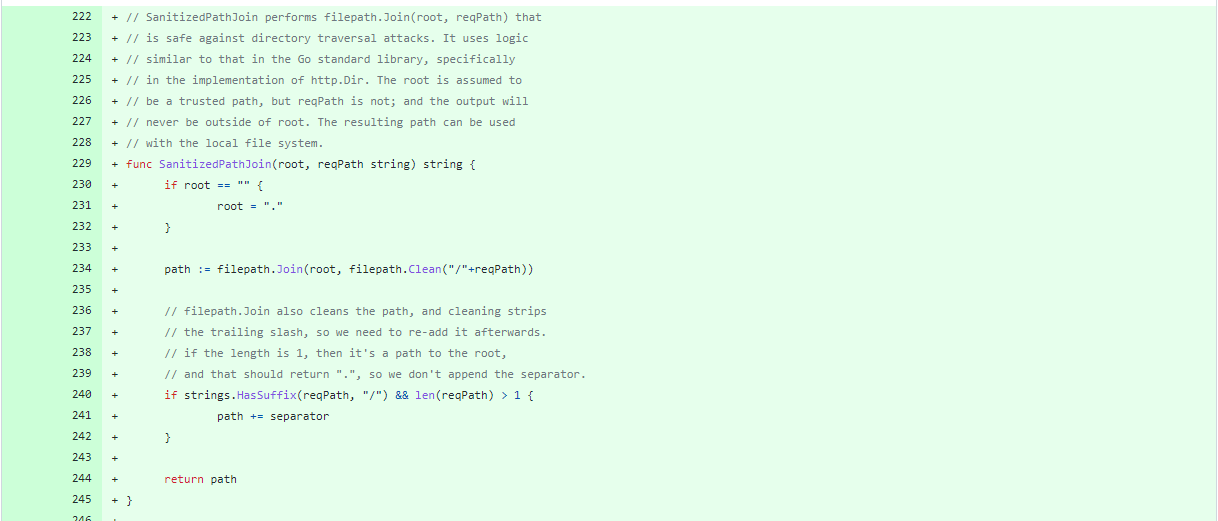 222 + // SanitizedPathJoin performs filepath.Join(root, reqPath) that
223 + // is safe against directory traversal attacks. It uses logic
224 + // similar to that in the Go standard library, specifically
225 + // in the implementation of http.Dir. The root is assumed to
226 + // be a trusted path, but reqPath is not; and the output will
227 + // never be outside of root. The resulting path can be used
228 + // with the local file system.
229 + func SanitizedPathJoin(root, reqPath string) string {
230 + if root == "" {
231 + root = "."
232 + }
233 +
234 + path := filepath.Join(root, filepath.Clean("/"+reqPath))
235 +
236 + // filepath.Join also cleans the path, and cleaning strips
237 + // the trailing slash, so we need to re-add it afterwards.
238 + // if the length is 1, then it's a path to the root,
239 + // and that should return ".", so we don't append the separator.
240 + if strings.HasSuffix(reqPath, "/") && len(reqPath) > 1 {
241 + path += separator
242 + }
243 +
244 + return path
245 + }
246 +